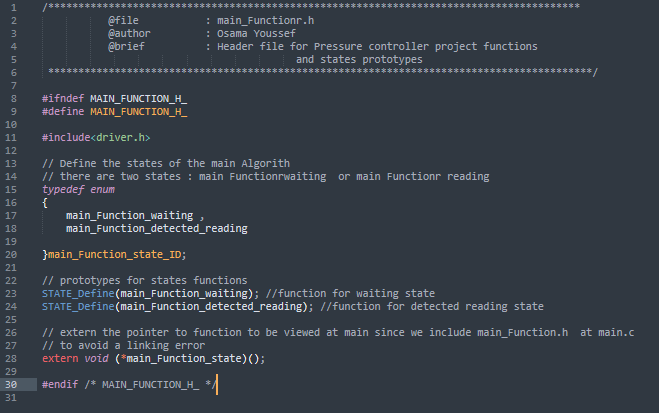 1 /*****************************************************************************************
2 @file : main_Functionr.h
3 @author : Osama Youssef
4 @brief : Header file for Pressure controller project functions
5 and states prototypes
6 *******************************************************************************************/
7
8 #ifndef MAIN_FUNCTION_H_
9 #define MAIN_FUNCTION_H_
10
11 #include<driver.h>
12
13 // Define the states of the main Algorith
14 // there are two states : main Functionrwaiting  or main Functionr reading
15 typedef enum
16 {
17 main_Function_waiting ,
18 main_Function_detected_reading
19
20 }main_Function_state_ID;
21
22 // prototypes for states functions
23 STATE_Define(main_Function_waiting); //function for waiting state
24 STATE_Define(main_Function_detected_reading); //function for detected reading state
25
26 // extern the pointer to function to be viewed at main since we include main_Function.h  at main.c
27 // to avoid a linking error
28 extern void (*main_Function_state)();
29
30 #endif /* MAIN_FUNCTION_H_ */
31